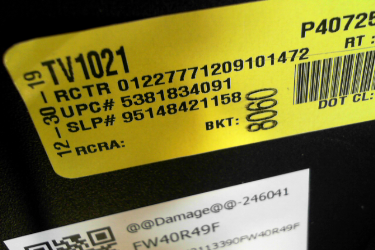 12-30-19
TV1021
P40725
RCTR 01227771209101472
RT :
UPC# 5381834091
SLP# 95148421158
BKT: 8060
DOT CL:
RCRA:
@@Damage@@-246041
FW40R49F
2113390FW40R49F